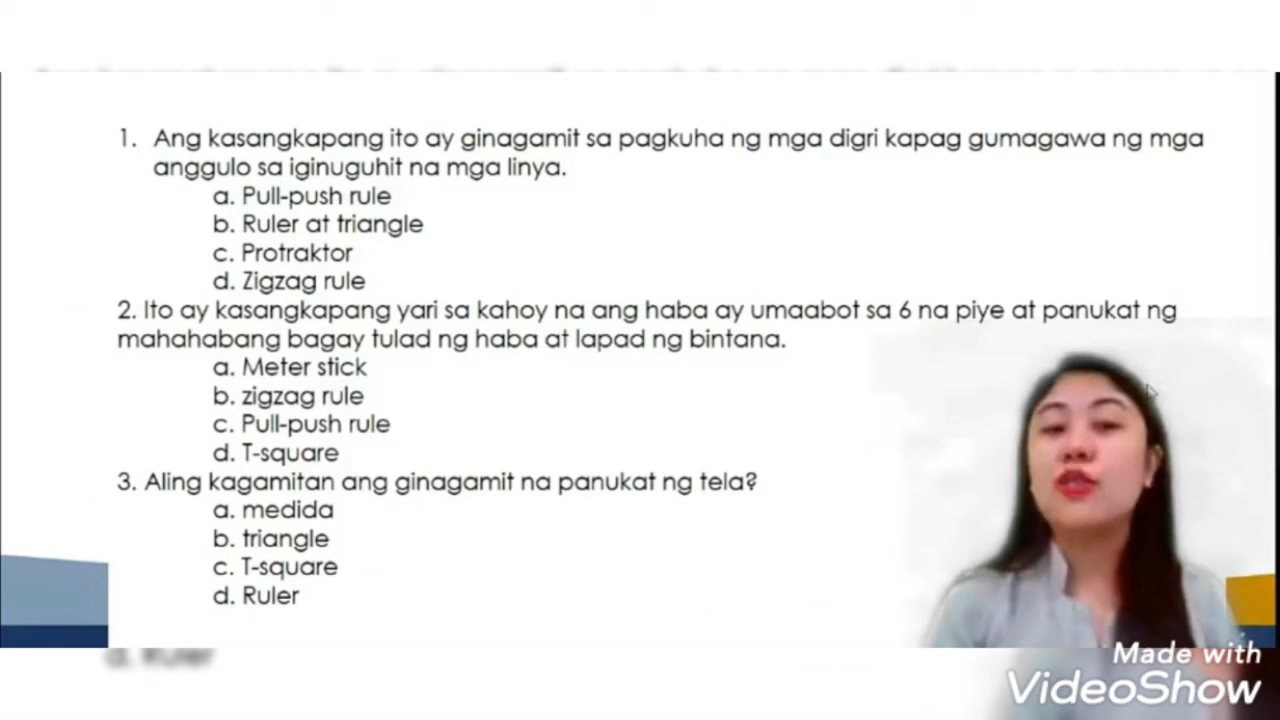 1. Ang kasangkapang ito ay ginagamit sa pagkuha ng mga digri kapag gumagawa ng mga
anggulo sa iginuguhit na mga linya.
a. Pull-push rule
b. Ruler at triangle
c. Protraktor
d. Zigzag rule
2. Ito ay kasangkapang yari sa kahoy na ang haba ay umaabot sa 6 na piye at panukat ng
mahahabang bagay tulad ng haba at lapad ng bintana.
a. Meter stick
b. zigzag rule
c. Pull-push rule
d. T-square
3. Aling kagamitan ang ginagamit na panukat ng tela?
a. medida
b. triangle
c. T-square
d. Ruler
d. Ruler
Made with
VideoShow